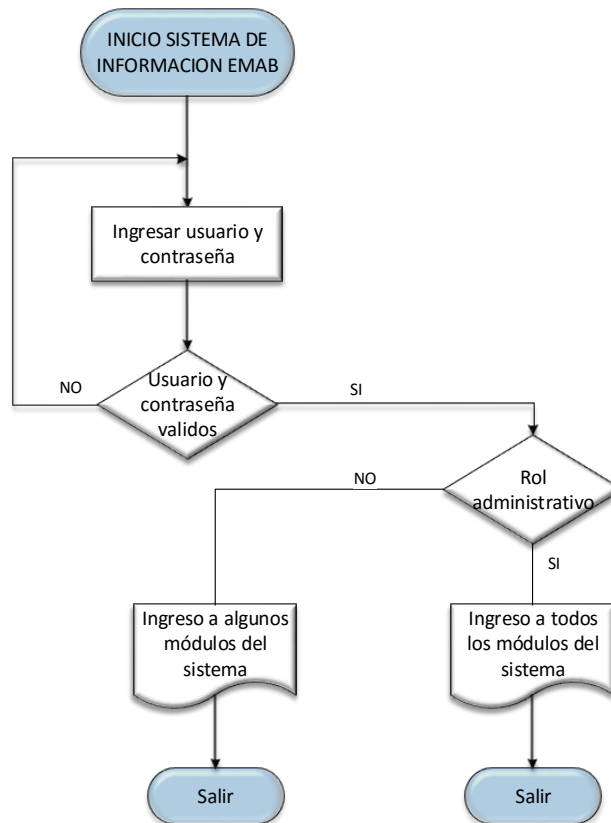 INICIO SISTEMA DE
INFORMACION EMAB
Ingresar usuario y
contraseña
Usuario y
contraseña
validos
NO
SI
Rol
administrativo
NO
SI
Ingreso a algunos
módulos del
sistema
Ingreso a todos
los módulos del
sistema
Salir
Salir